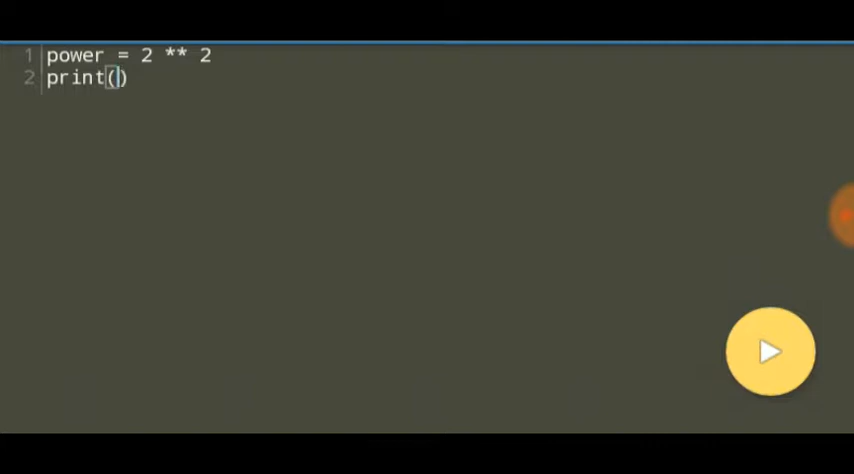 1 power = 2 ** 2
2 print()